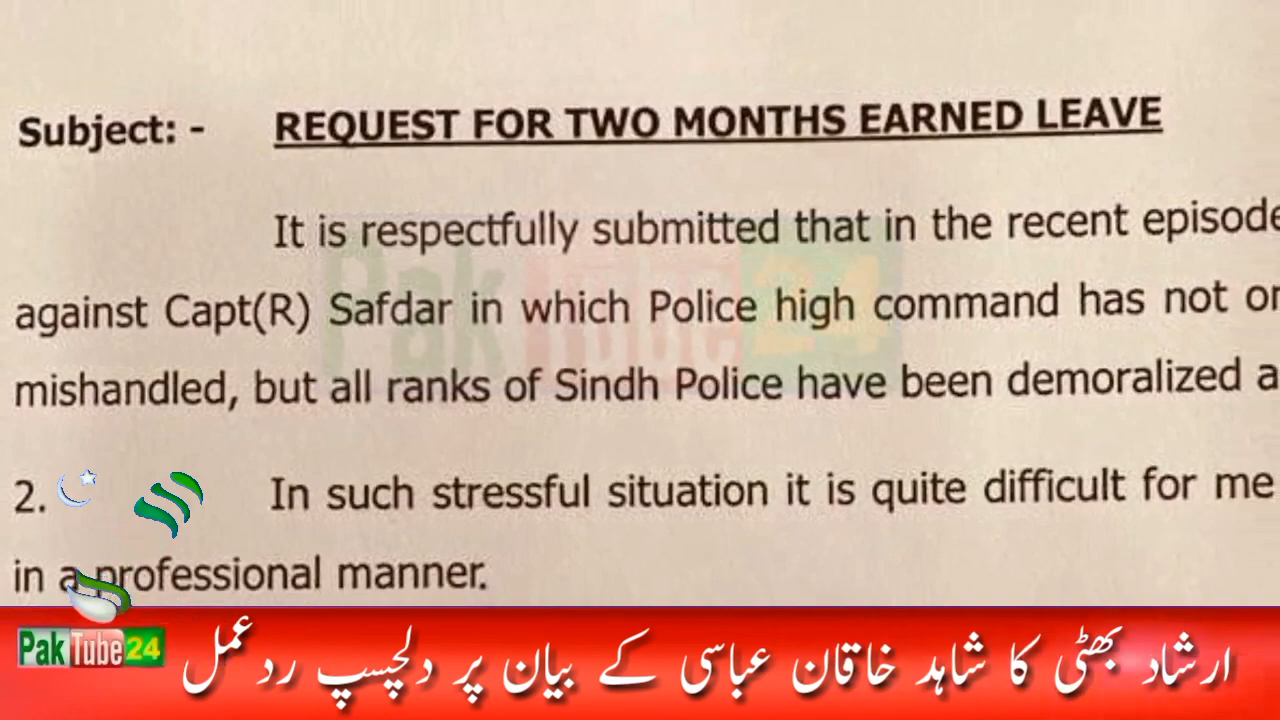 Subject: - REQUEST FOR TWO MONTHS EARNED LEAVE
It is respectfully submitted that in the recent episode
against Capt(R) Safdar in which Police high command has not
PakTube24
mishandled, but all ranks of Sindh Police have been demoralized
2. In such stressful situation it is quite difficult for me
in a professional manner.
PakTube24
ارشاد بھٹی کا شاہد خاقان عباسی کے بیان پر دلچسپ رد عمل